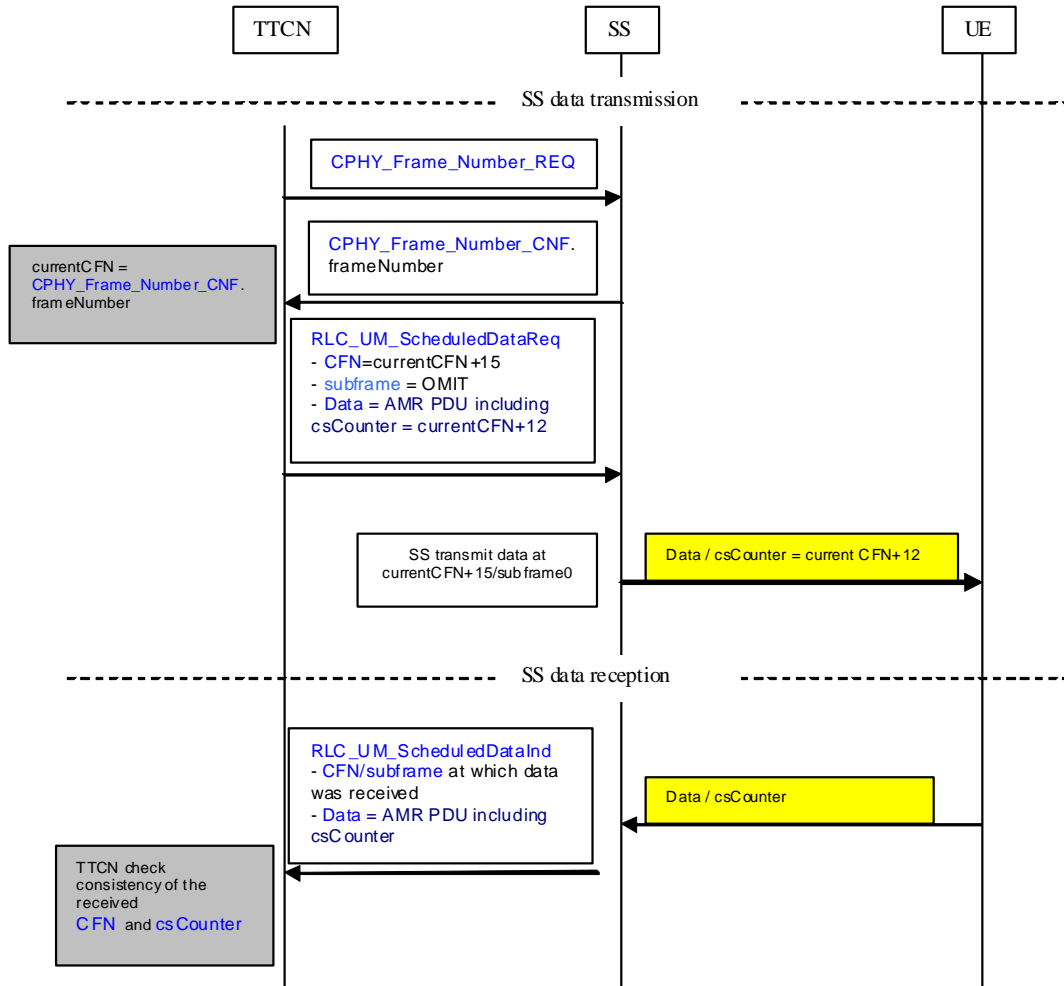 TTCN
SS
UE
SS data transmission
CPHY_Frame_Number_REQ
CPHY_Frame_Number_CNF.
frameNumber
currentCFN =
CPHY_Frame_Number_CNF.
frameNumber
RLC_UM_ScheduledDataReq
- CFN=currentCFN+15
- subframe = OMIT
- Data = AMR PDU including
csCounter = currentCFN+12
SS transmit data at
currentCFN+15/subframe0
Data / csCounter = current CFN+12
SS data reception
RLC_UM_ScheduledDataInd
- CFN/subframe at which data
was received
- Data = AMR PDU including
csCounter
Data / csCounter
TTCN check
consistency of the
received
CFN and csCounter